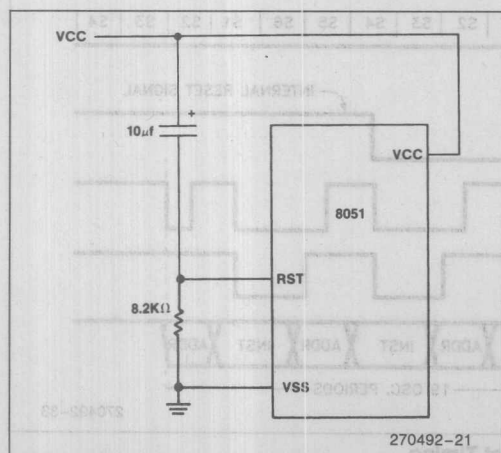 VCC
+
10μf
VCC
8051
RST
8.2KΩ
VSS
270492–21